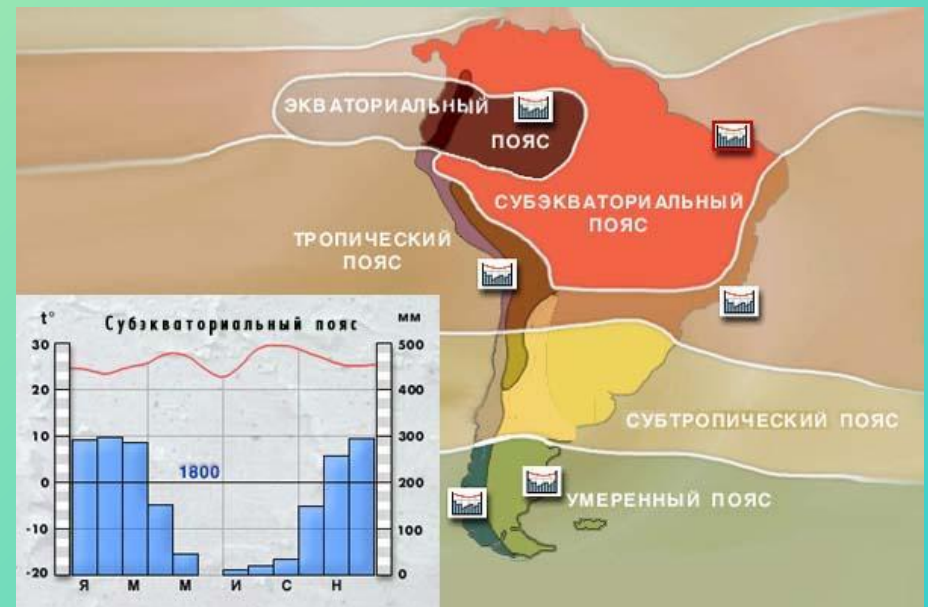 ЭКВАТОРИАЛЬНЫЙ
ПОЯС
СУБЭКВАТОРИАЛЬНЫЙ
ПОЯС
ТРОПИЧЕСКИЙ
ПОЯС
СУБТРОПИЧЕСКИЙ ПОЯС
УМЕРЕННЫЙ ПОЯС
t° Субэкваториальный пояс мм
30 500
20 400
10 300
1800
0 200
-10 100
-20 0
Я М М И С Н